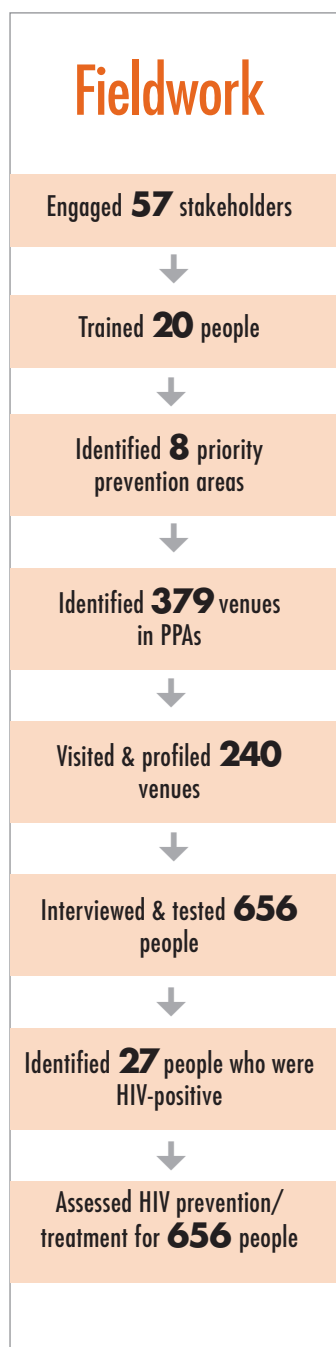 Fieldwork
Engaged 57 stakeholders
Trained 20 people
Identified 8 priority
prevention areas
Identified 379 venues
in PPAs
Visited & profiled 240
venues
Interviewed & tested 656
people
Identified 27 people who were
HIV-positive
Assessed HIV prevention/
treatment for 656 people